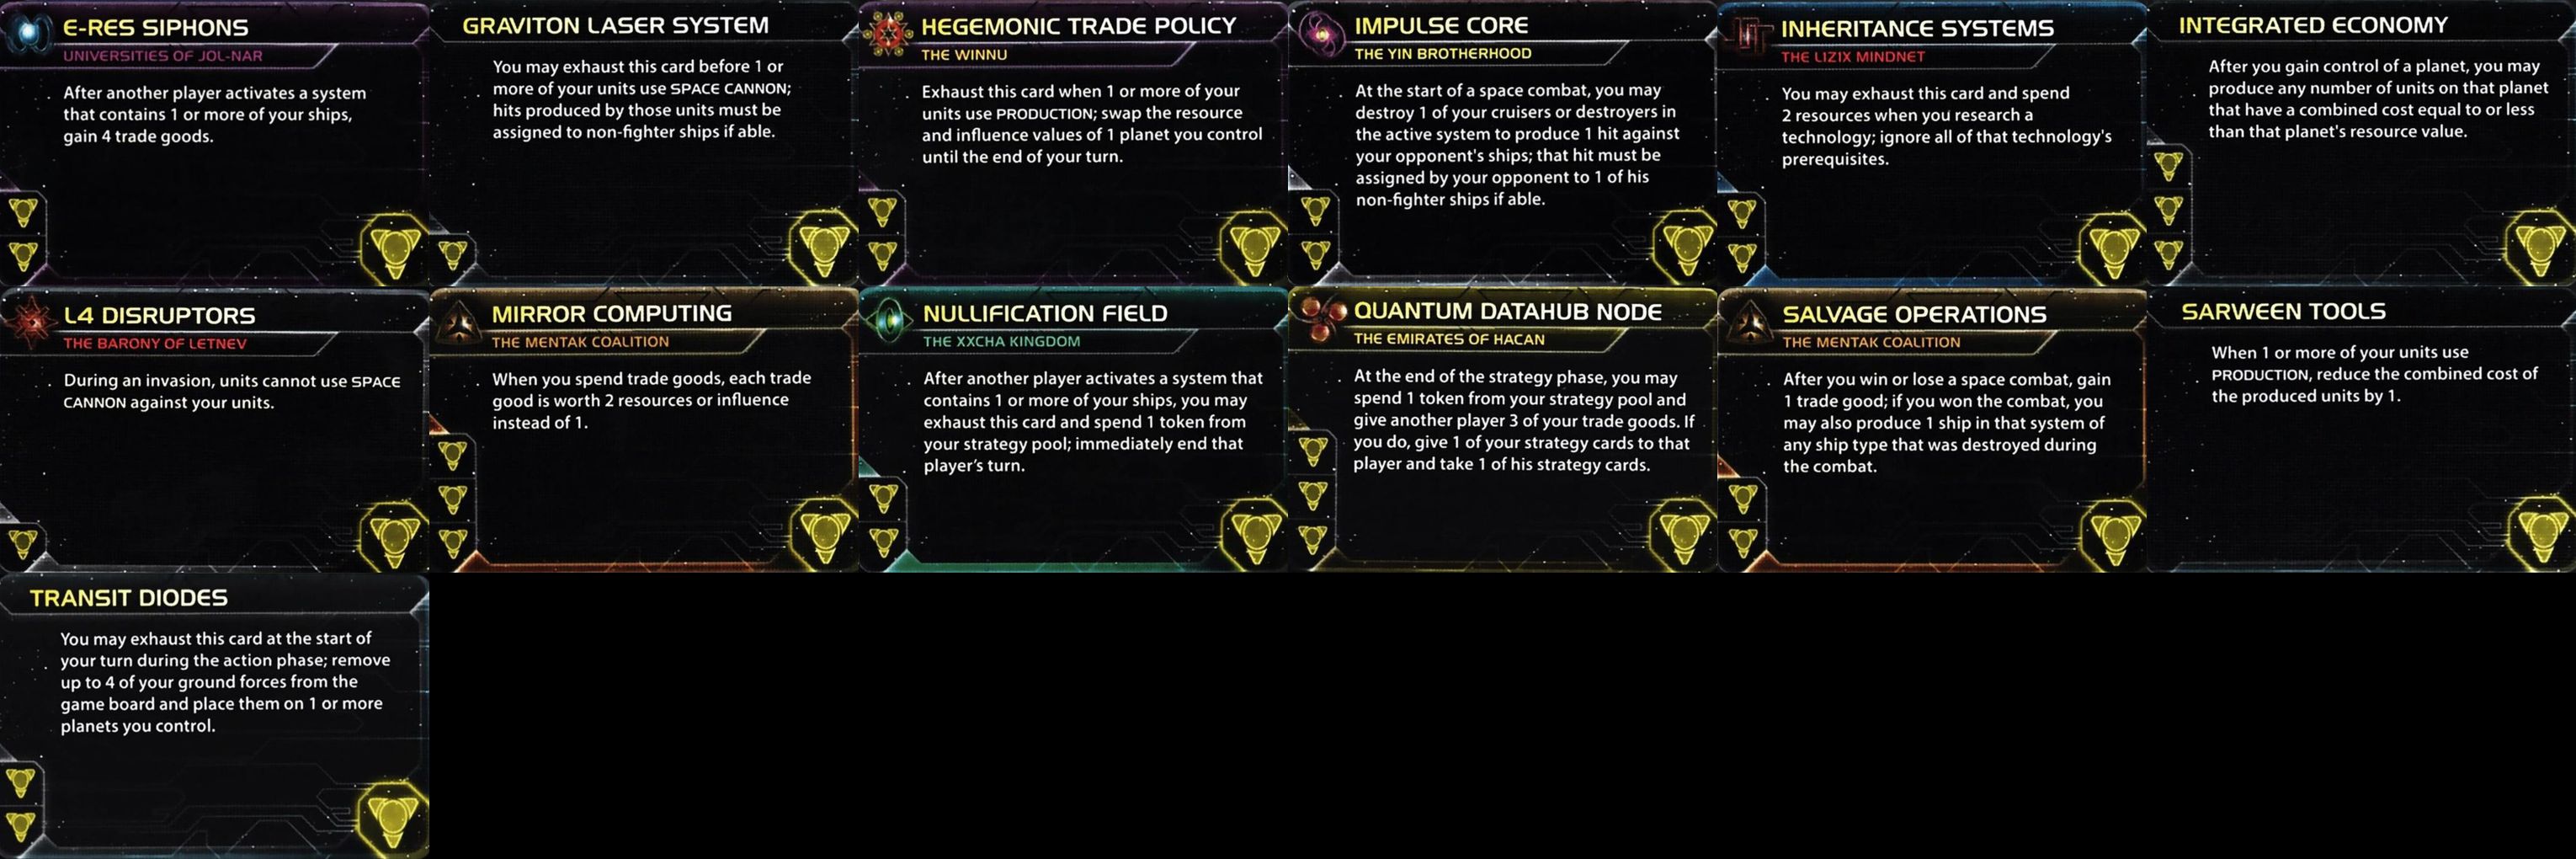 E-RES SIPHONS
UNIVERSITIES OF JOL-NAR
After another player activates a system
that contains 1 or more of your ships,
gain 4 trade goods.
GRAVITON LASER SYSTEM
You may exhaust this card before 1 or
more of your units use SPACE CANNON;
hits produced by those units must be
assigned to non-fighter ships if able.
HEGEMONIC TRADE POLICY
THE WINNU
Exhaust this card when 1 or more of your
units use PRODUCTION; swap the resource
and influence values of 1 planet you control
until the end of your turn.
IMPULSE CORE
THE YIN BROTHERHOOD
At the start of a space combat, you may
destroy 1 of your cruisers or destroyers in
the active system to produce 1 hit against
your opponent's ships; that hit must be
assigned by your opponent to 1 of his
non-fighter ships if able.
INHERITANCE SYSTEMS
THE LIZIX MINDNET
You may exhaust this card and spend
2 resources when you research a
technology; ignore all of that technology's
prerequisites.
INTEGRATED ECONOMY
After you gain control of a planet, you may
produce any number of units on that planet
that have a combined cost equal to or less
than that planet's resource value.
L4 DISRUPTORS
THE BARONY OF LETNEV
During an invasion, units cannot use SPACE
CANNON against your units.
MIRROR COMPUTING
THE MENTAK COALITION
When you spend trade goods, each trade
good is worth 2 resources or influence
instead of 1.
NULLIFICATION FIELD
THE XXCHA KINGDOM
After another player activates a system that
contains 1 or more of your ships, you may
exhaust this card and spend 1 token from
your strategy pool; immediately end that
player's turn.
QUANTUM DATAHUB NODE
THE EMIRATES OF HACAN
At the end of the strategy phase, you may
spend 1 token from your strategy pool and
give another player 3 of your trade goods. If
you do, give 1 of your strategy cards to that
player and take 1 of his strategy cards.
SALVAGE OPERATIONS
THE MENTAK COALITION
After you win or lose a space combat, gain
1 trade good; if you won the combat, you
may also produce 1 ship in that system of
any ship type that was destroyed during
the combat.
SARWEEN TOOLS
When 1 or more of your units use
PRODUCTION, reduce the combined cost of
the produced units by 1.
TRANSIT DIODES
You may exhaust this card at the start of
your turn during the action phase; remove
up to 4 of your ground forces from the
game board and place them on 1 or more
planets you control.